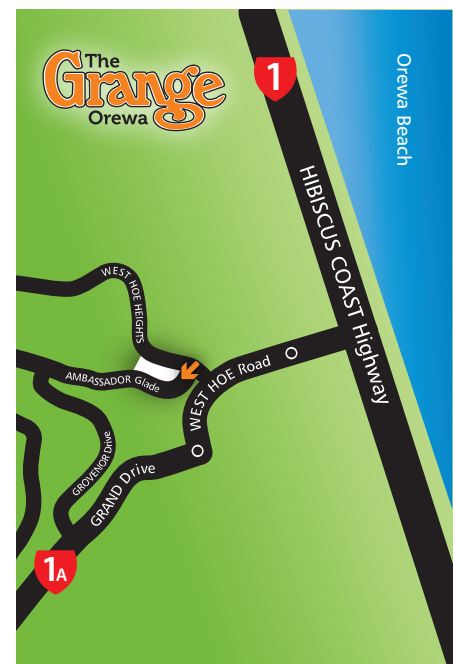 The
Grange
Orewa
1
Orewa Beach
HIBISCUS COAST Highway
WEST HOE HEIGHTS
AMBASSADOR Glade
WEST HOE Road
GROVENOR Drive
GRAND Drive
1A